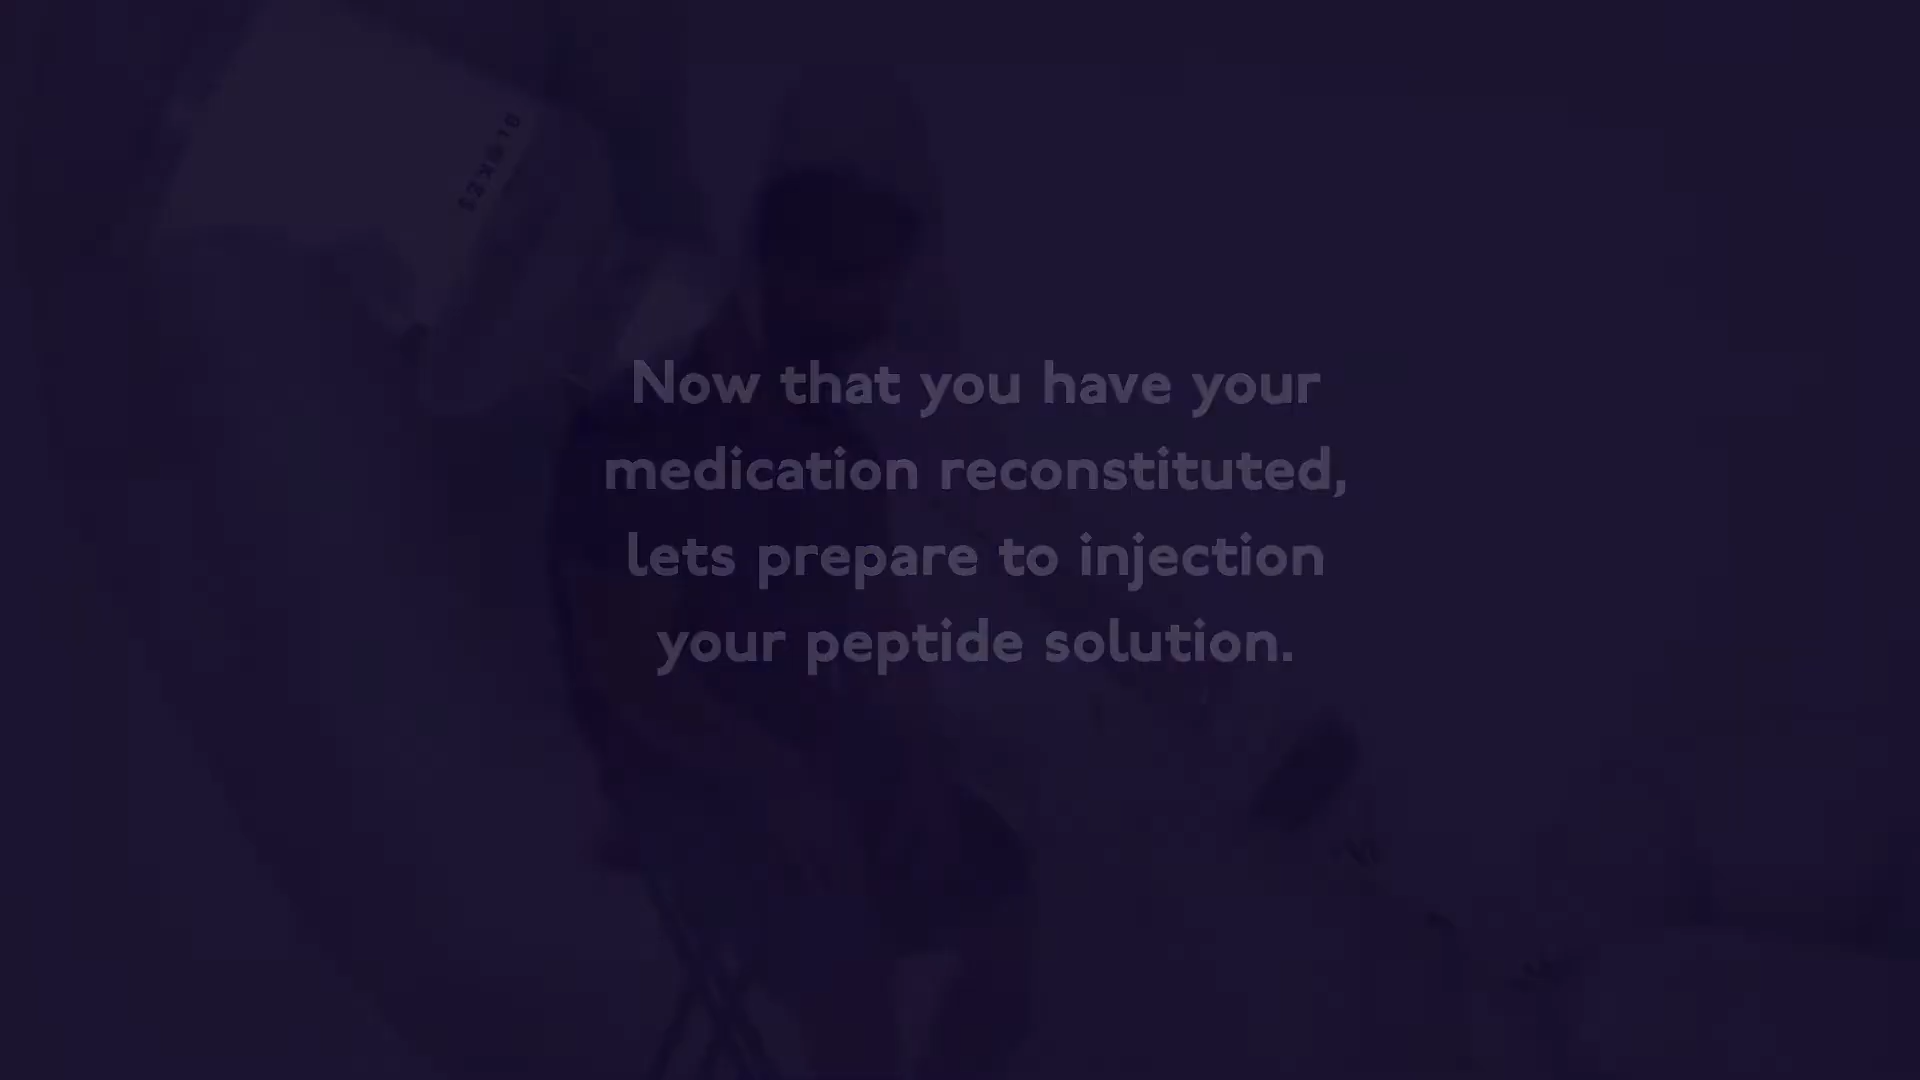 Now that you have your
medication reconstituted,
lets prepare to injection
your peptide solution.